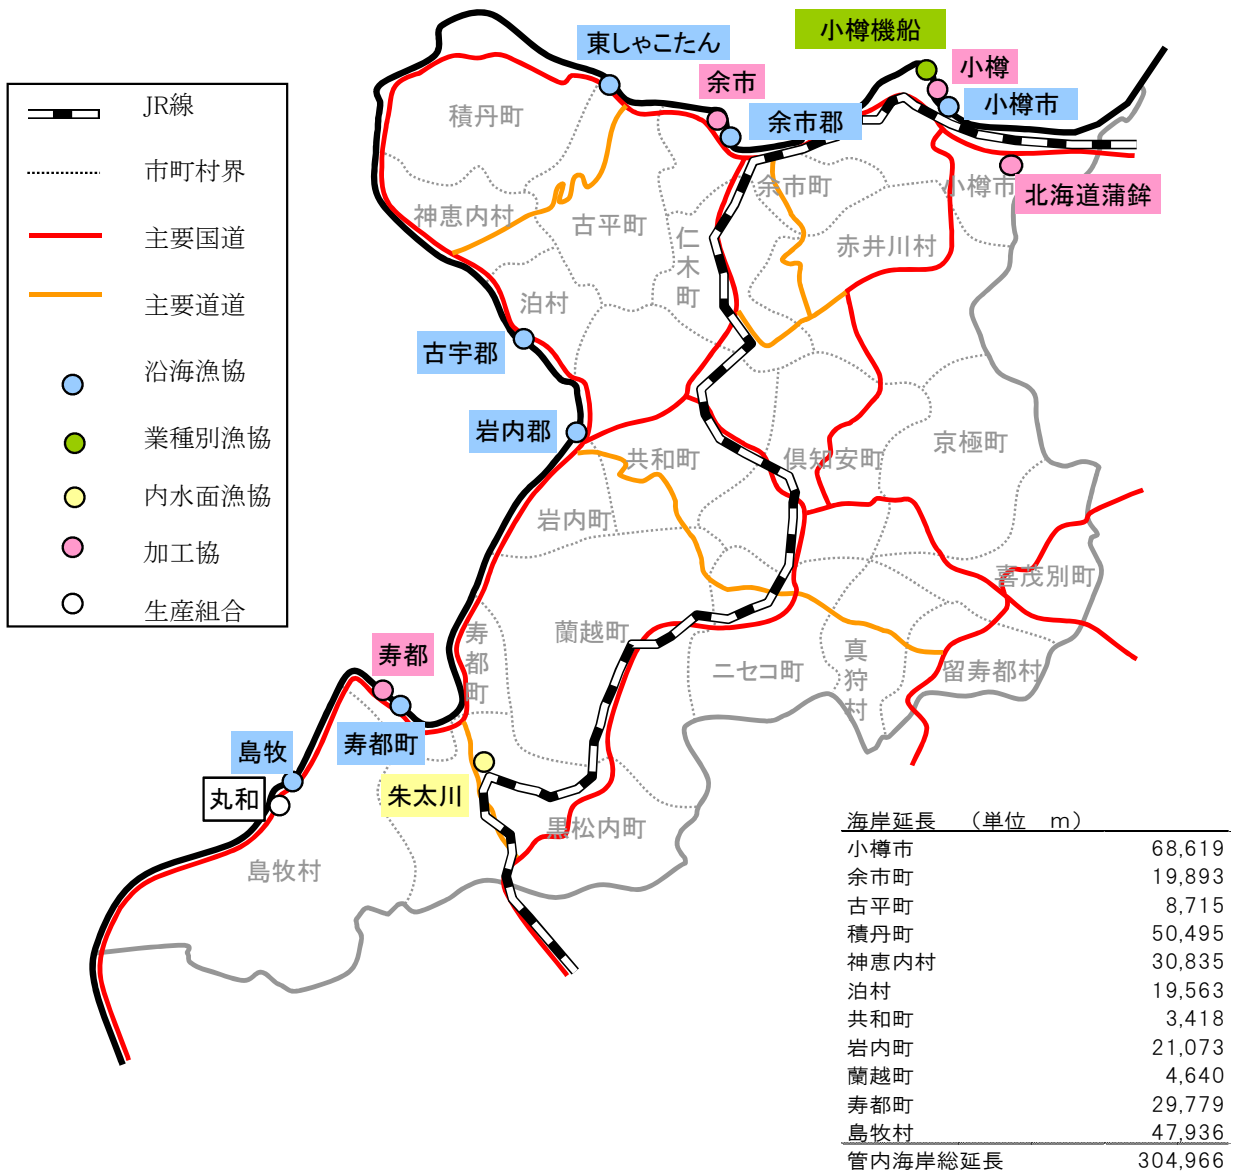 東しゃこたん
小樽機船
余市
小樽
余市郡
小樽市
北海道蒲鉾
JR線
市町村界
主要国道
主要道道
沿海漁協
業種別漁協
内水面漁協
加工協
生産組合
積丹町
神恵内村
古平町
仁木町
余市町
小樽市
赤井川村
泊村
古宇郡
岩内郡
共和町
倶知安町
京極町
岩内町
喜茂別町
寿都町
蘭越町
ニセコ町
真狩村
留寿都村
寿都
寿都町
島牧
丸和
朱太川
黒松内町
島牧村
海岸延長 (単位 m)
小樽市 68,619
余市町 19,893
古平町 8,715
積丹町 50,495
神恵内村 30,835
泊村 19,563
共和町 3,418
岩内町 21,073
蘭越町 4,640
寿都町 29,779
島牧村 47,936
管内海岸総延長 304,966